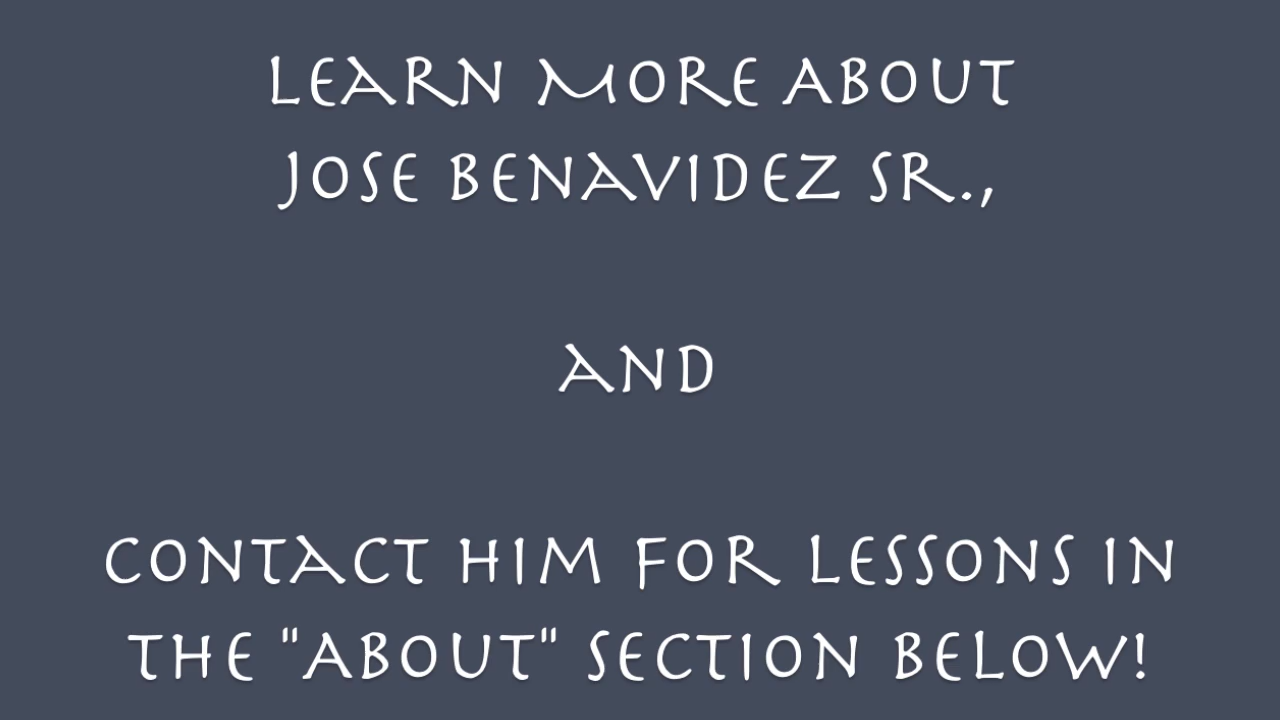 Learn More About
Jose Benavidez Sr.,
and
contact him for lessons in
the "About" section below!